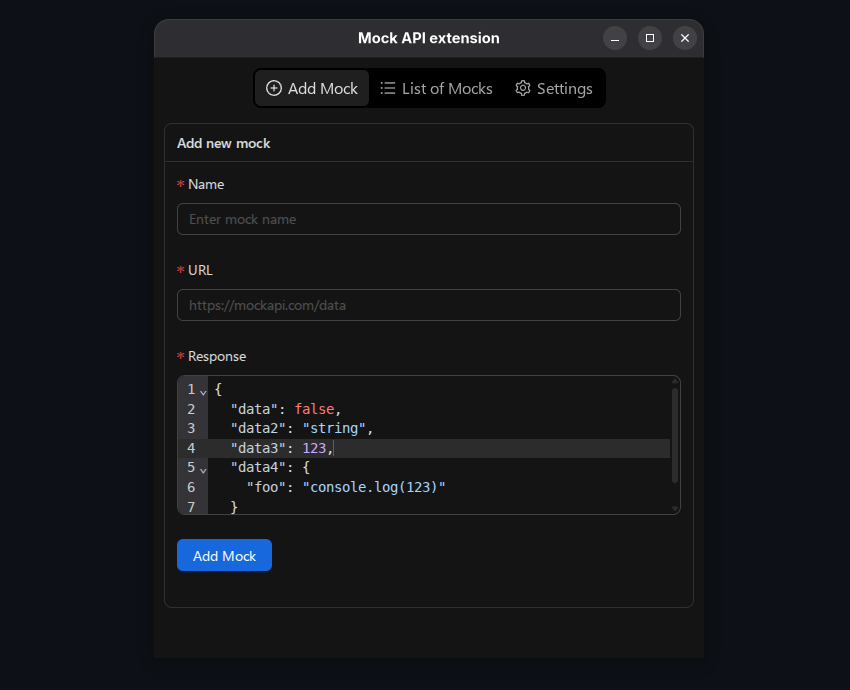 Mock API extension
Add Mock
List of Mocks
Settings
Add new mock
* Name
Enter mock name
* URL
https://mockapi.com/data
* Response
1 {
2   "data": false,
3   "data2": "string",
4   "data3": 123,
5   "data4": {
6     "foo": "console.log(123)"
7   }
Add Mock